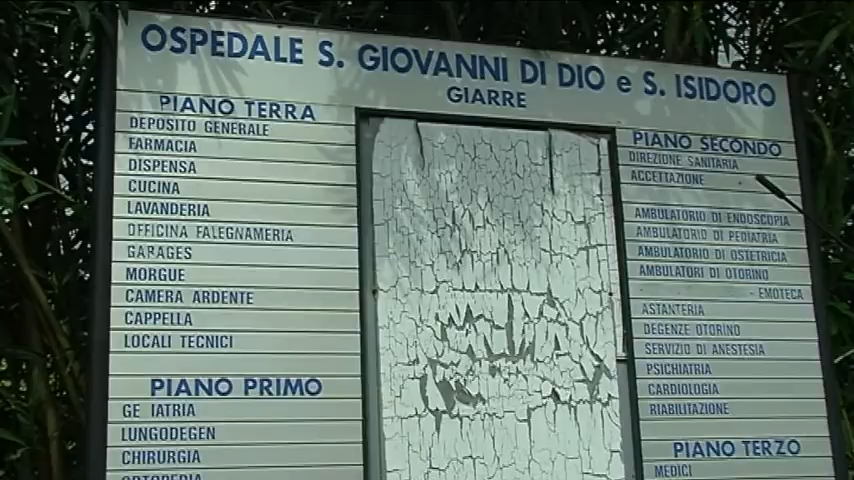 OSPEDALE S. GIOVANNI DI DIO e S. ISIDORO
GIARRE
PIANO TERRA
DEPOSITO GENERALE
FARMACIA
DISPENSA
CUCINA
LAVANDERIA
OFFICINA FALEGNAMERIA
GARAGES
MORGUE
CAMERA ARDENTE
CAPPELLA
LOCALI TECNICI
PIANO PRIMO
GE IATRIA
LUNGODEGEN
CHIRURGIA
ORTOPEDIA
PIANO SECONDO
DIREZIONE SANITARIA
ACCETTAZIONE
AMBULATORIO DI ENDOSCOPIA
AMBULATORIO DI PEDIATRIA
AMBULATORIO DI OSTETRICIA
AMBULATORI DI OTORINO
- EMOTECA
ASTANTERIA
DEGENZE OTORINO
SERVIZIO DI ANESTESIA
PSICHIATRIA
CARDIOLOGIA
RIABILITAZIONE
PIANO TERZO
MEDICI